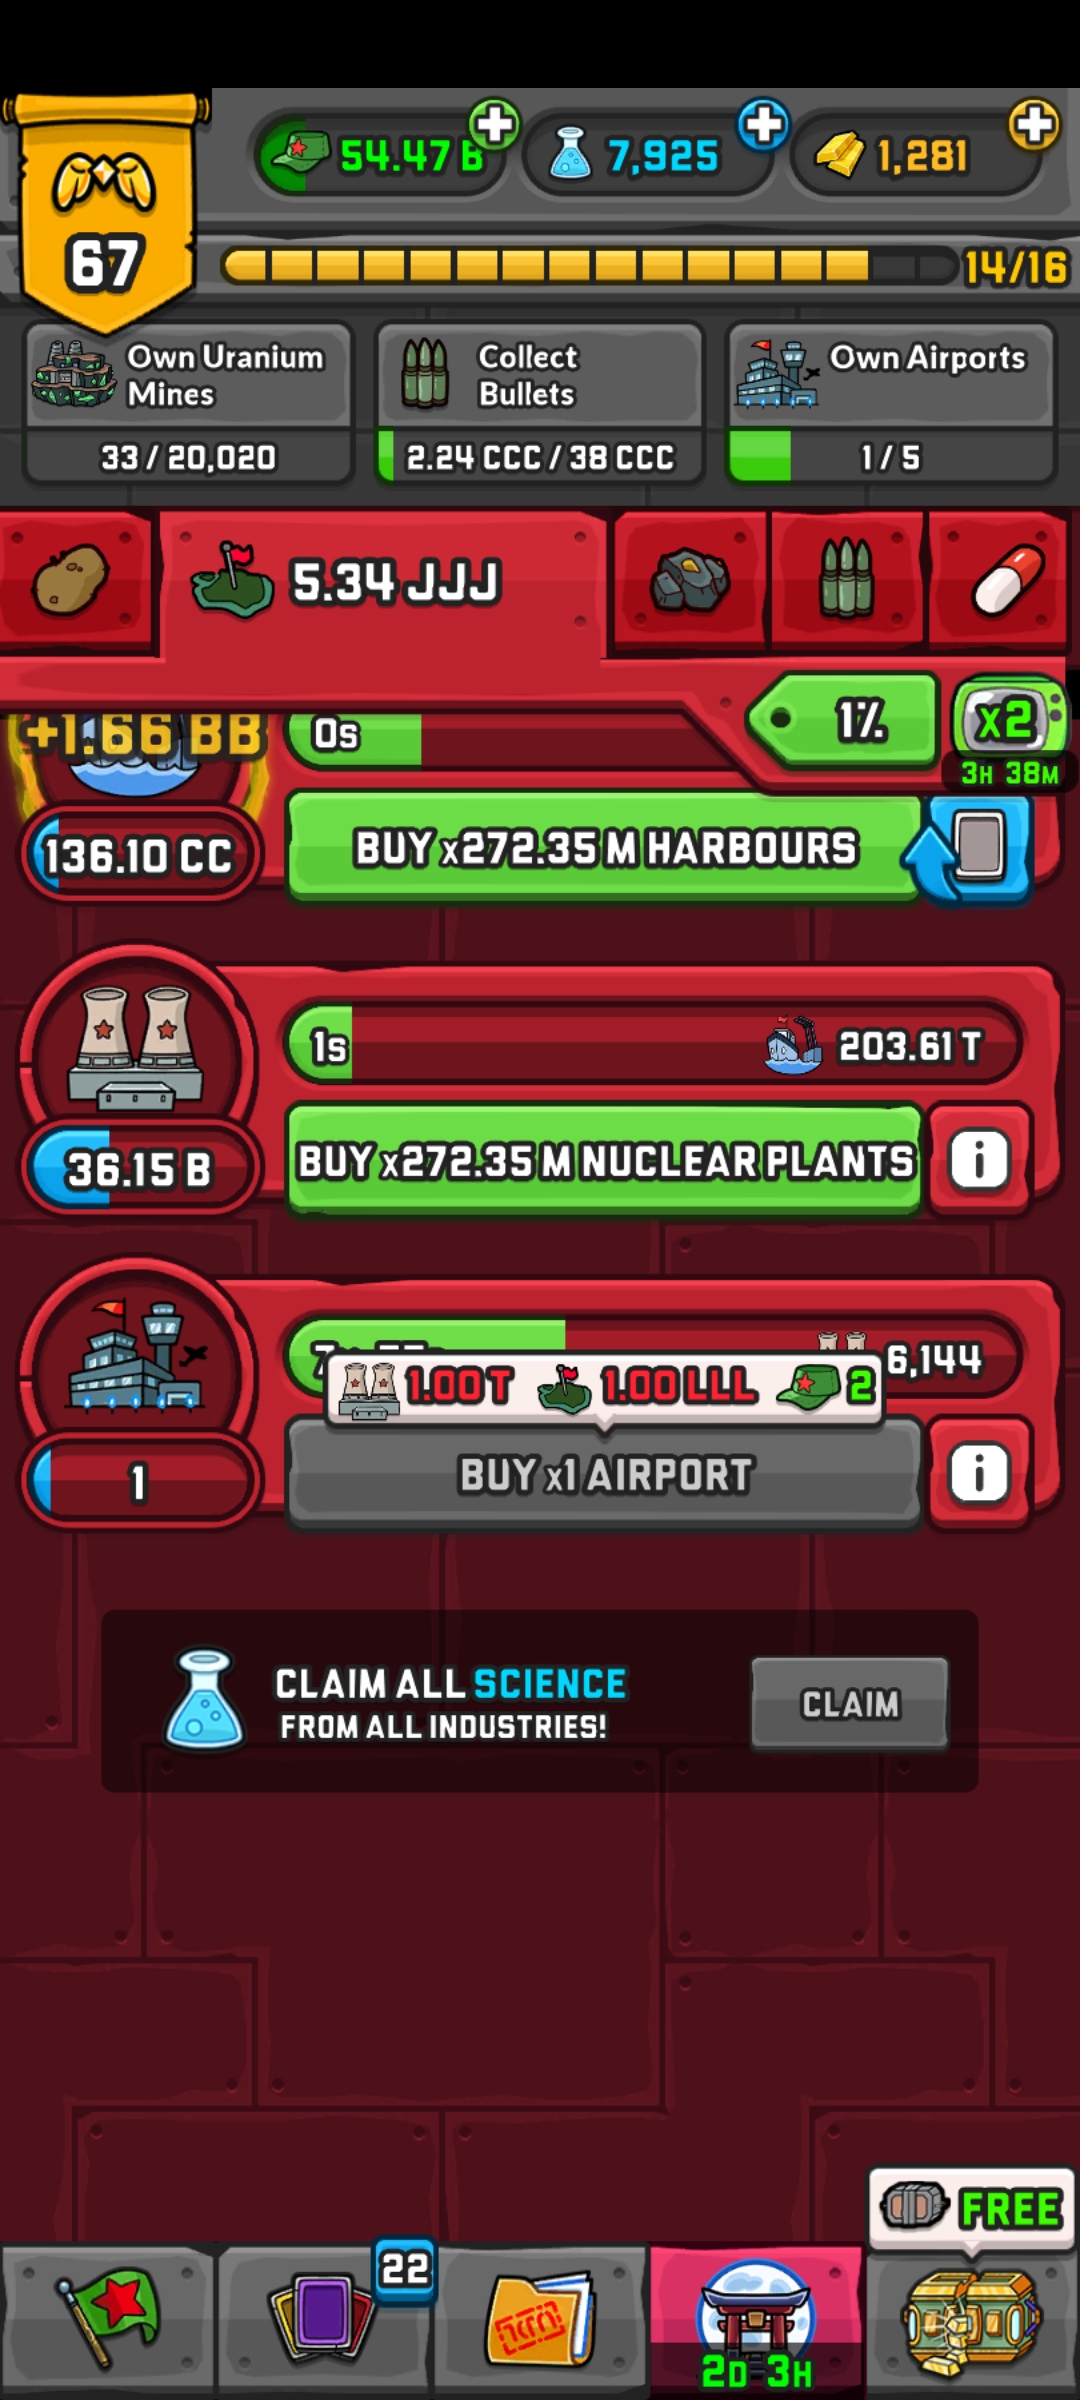 54.47 B
7,925
1,281
67
14/16
Own Uranium
Mines
33 / 20,020
Collect
Bullets
2.24 CCC / 38 CCC
Own Airports
1 / 5
5.34 JJJ
1%
x2
3H 38M
+1.66 BB
0s
136.10 CC
BUY x272.35 M HARBOURS
1s
203.61 T
36.15 B
BUY x272.35 M NUCLEAR PLANTS
i
6,144
1.00 T
1.00 LLL
2
1
BUY x1 AIRPORT
i
CLAIM ALL SCIENCE
FROM ALL INDUSTRIES!
CLAIM
FREE
22
2D 3H